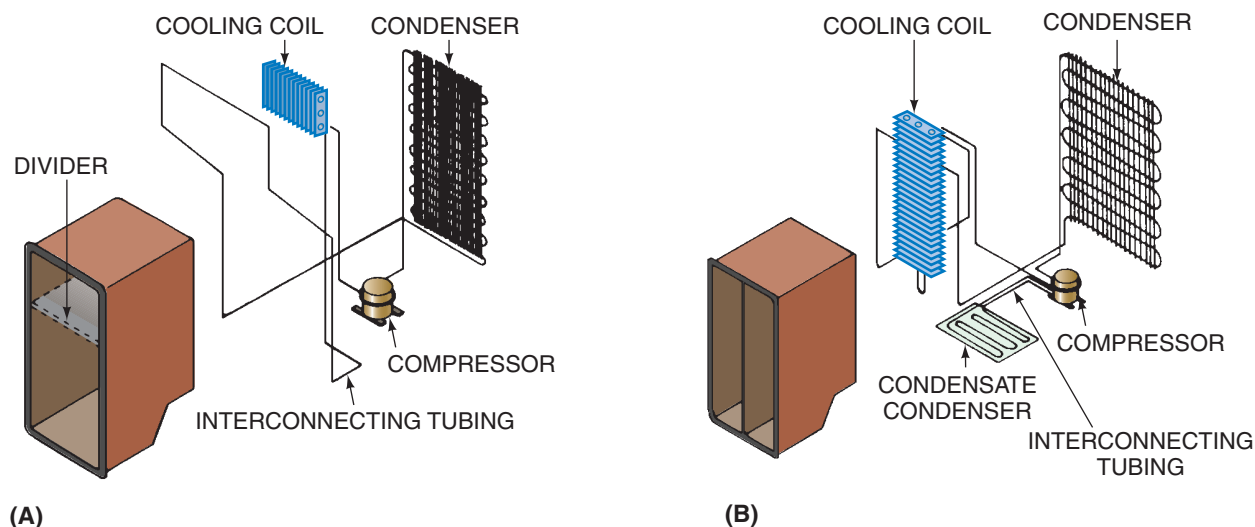 COOLING COIL
CONDENSER
DIVIDER
COMPRESSOR
INTERCONNECTING TUBING
(A)
COOLING COIL
CONDENSER
COMPRESSOR
CONDENSATE
CONDENSER
INTERCONNECTING
TUBING
(B)